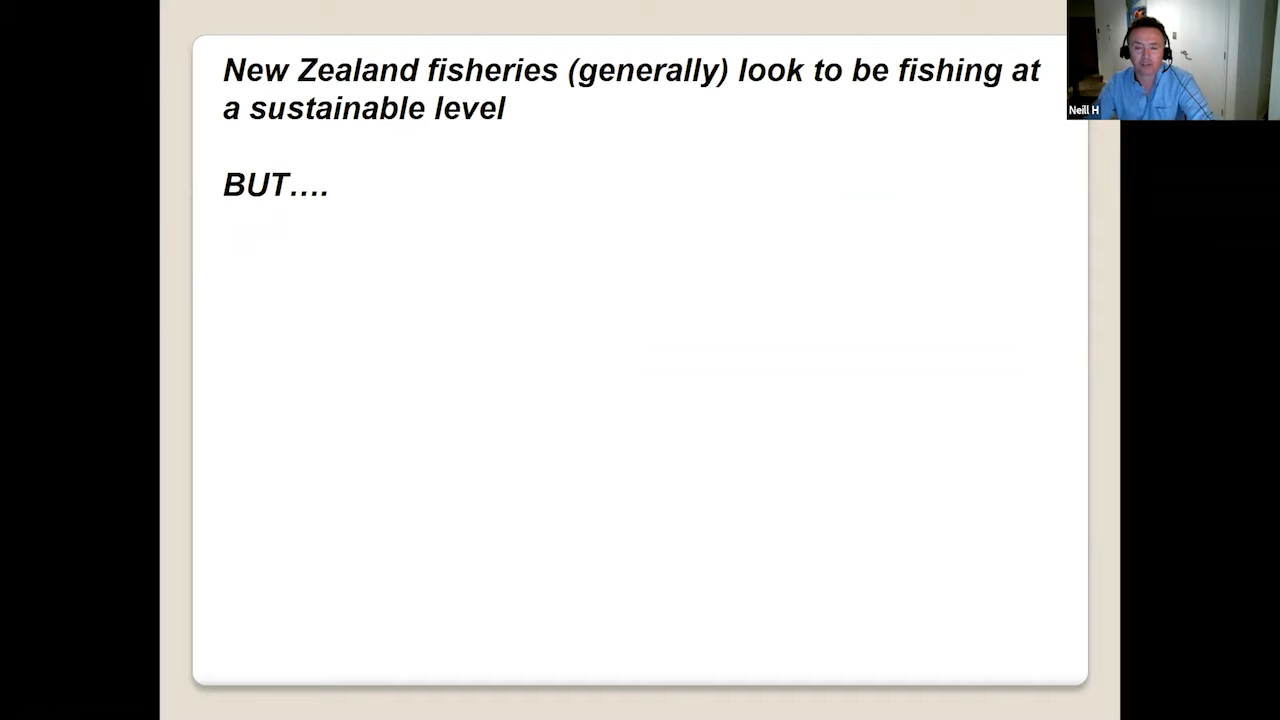 New Zealand fisheries (generally) look to be fishing at
a sustainable level
BUT….
Neill H